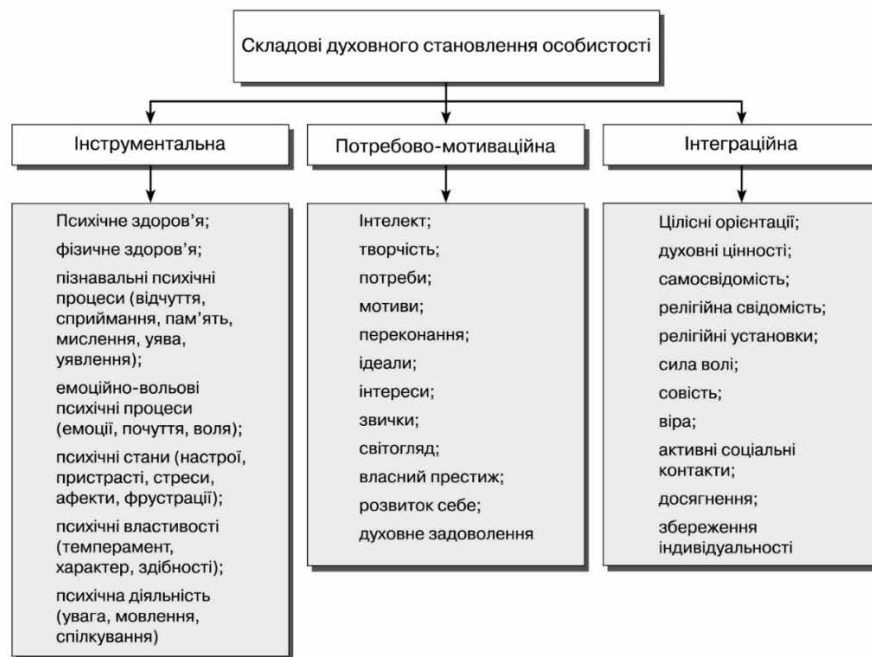 Складові духовного становлення особистості
Інструментальна
Потребово-мотиваційна
Інтеграційна
Психічне здоров'я;
фізичне здоров'я;
пізнавальні психічні
процеси (відчуття,
сприймання, пам'ять,
мислення, уява,
уявлення);
емоційно-вольові
психічні процеси
(емоції, почуття, воля);
психічні стани (настрої,
пристрасті, стреси,
афекти, фрустрації);
психічні властивості
(темперамент,
характер, здібності);
психічна діяльність
(увага, мовлення,
спілкування)
Інтелект;
творчість;
потреби;
мотиви;
переконання;
ідеали;
інтереси;
звички;
світогляд;
власний престиж;
розвиток себе;
духовне задоволення
Цілісні орієнтації;
духовні цінності;
самосвідомість;
релігійна свідомість;
релігійні установки;
сила волі;
совість;
віра;
активні соціальні
контакти;
досягнення;
збереження
індивідуальності